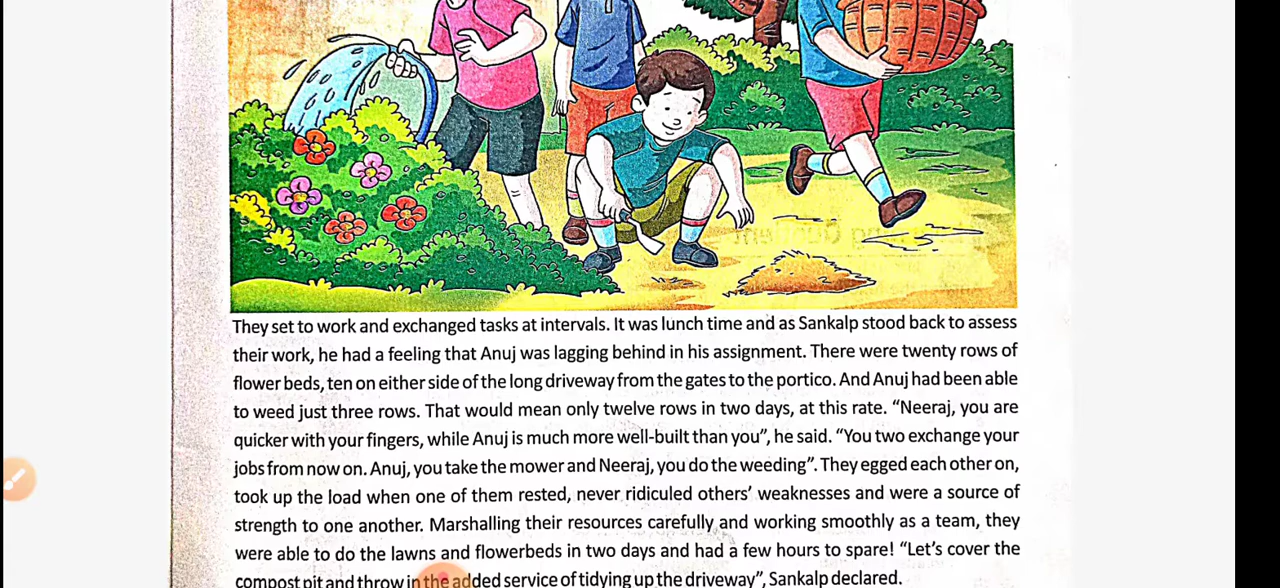 They set to work and exchanged tasks at intervals. It was lunch time and as Sankalp stood back to assess
their work, he had a feeling that Anuj was lagging behind in his assignment. There were twenty rows of
flower beds, ten on either side of the long driveway from the gates to the portico. And Anuj had been able
to weed just three rows. That would mean only twelve rows in two days, at this rate. “Neeraj, you are
quicker with your fingers, while Anuj is much more well-built than you”, he said. “You two exchange your
jobs from now on. Anuj, you take the mower and Neeraj, you do the weeding”. They egged each other on,
took up the load when one of them rested, never ridiculed others’ weaknesses and were a source of
strength to one another. Marshalling their resources carefully and working smoothly as a team, they
were able to do the lawns and flowerbeds in two days and had a few hours to spare! “Let’s cover the
compost pit and throw in the added service of tidying up the driveway”, Sankalp declared.